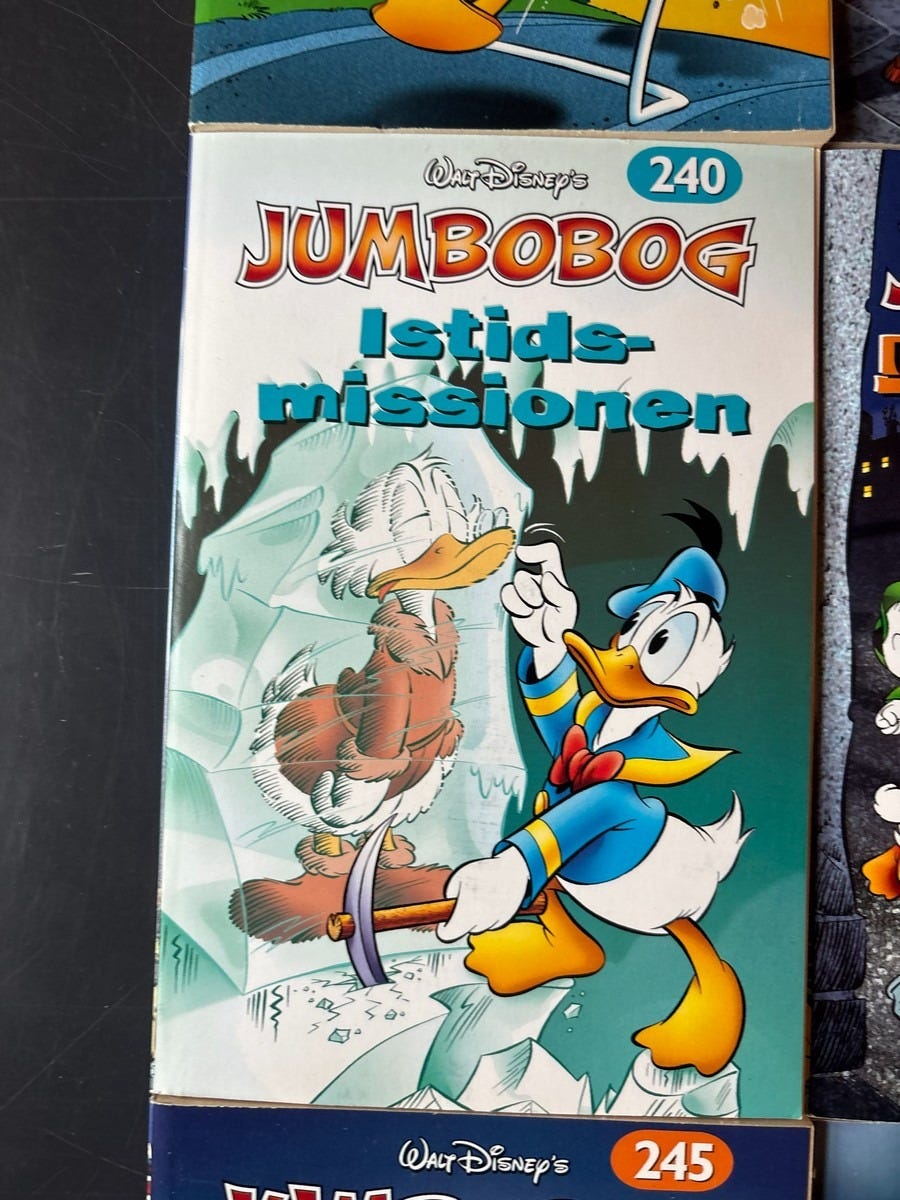 WALT DISNEY'S
240
JUMBOBOG
Istids-
missionen
WALT DISNEY'S
245